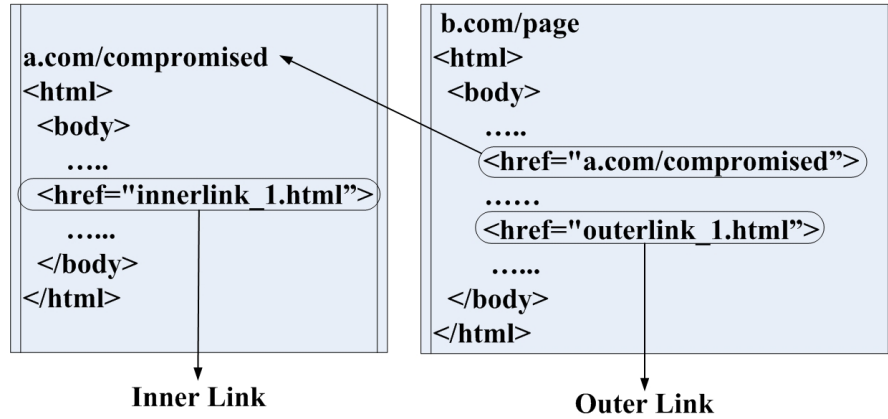 a.com/compromised
<html>
<body>
.....
<href="innerlink_1.html”>
......
</body>
</html>
Inner Link
b.com/page
<html>
<body>
.....
<href="a.com/compromised”>
......
<href="outerlink_1.html”>
......
</body>
</html>
Outer Link